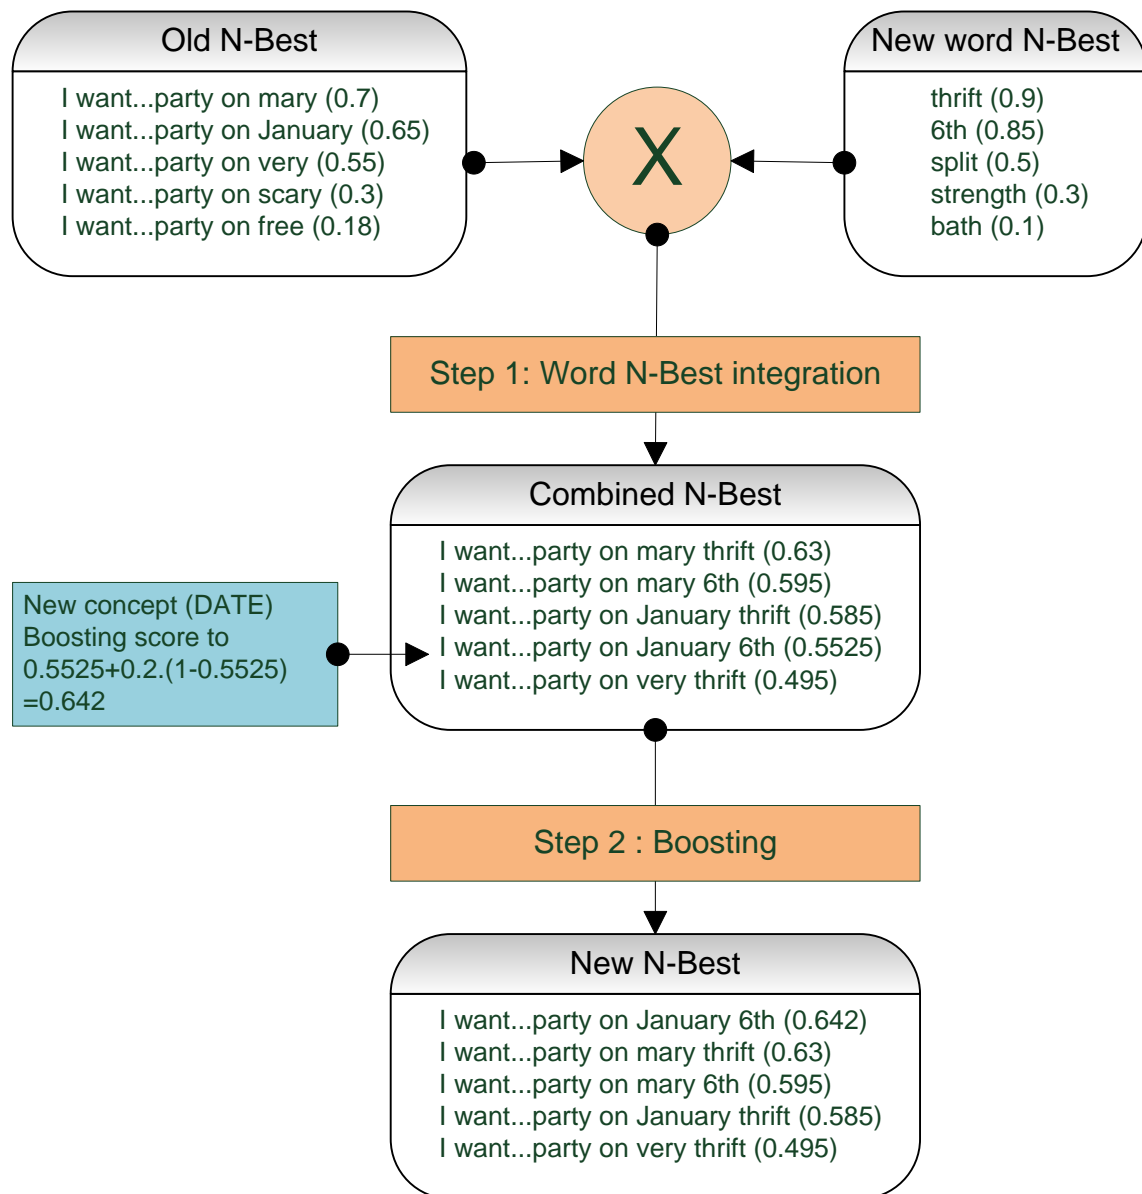 Old N-Best
I want...party on mary (0.7)
I want...party on January (0.65)
I want...party on very (0.55)
I want...party on scary (0.3)
I want...party on free (0.18)
X
New word N-Best
thrift (0.9)
6th (0.85)
split (0.5)
strength (0.3)
bath (0.1)
Step 1: Word N-Best integration
Combined N-Best
I want...party on mary thrift (0.63)
I want...party on mary 6th (0.595)
I want...party on January thrift (0.585)
I want...party on January 6th (0.5525)
I want...party on very thrift (0.495)
New concept (DATE)
Boosting score to
0.5525+0.2.(1-0.5525)
=0.642
Step 2 : Boosting
New N-Best
I want...party on January 6th (0.642)
I want...party on mary thrift (0.63)
I want...party on mary 6th (0.595)
I want...party on January thrift (0.585)
I want...party on very thrift (0.495)